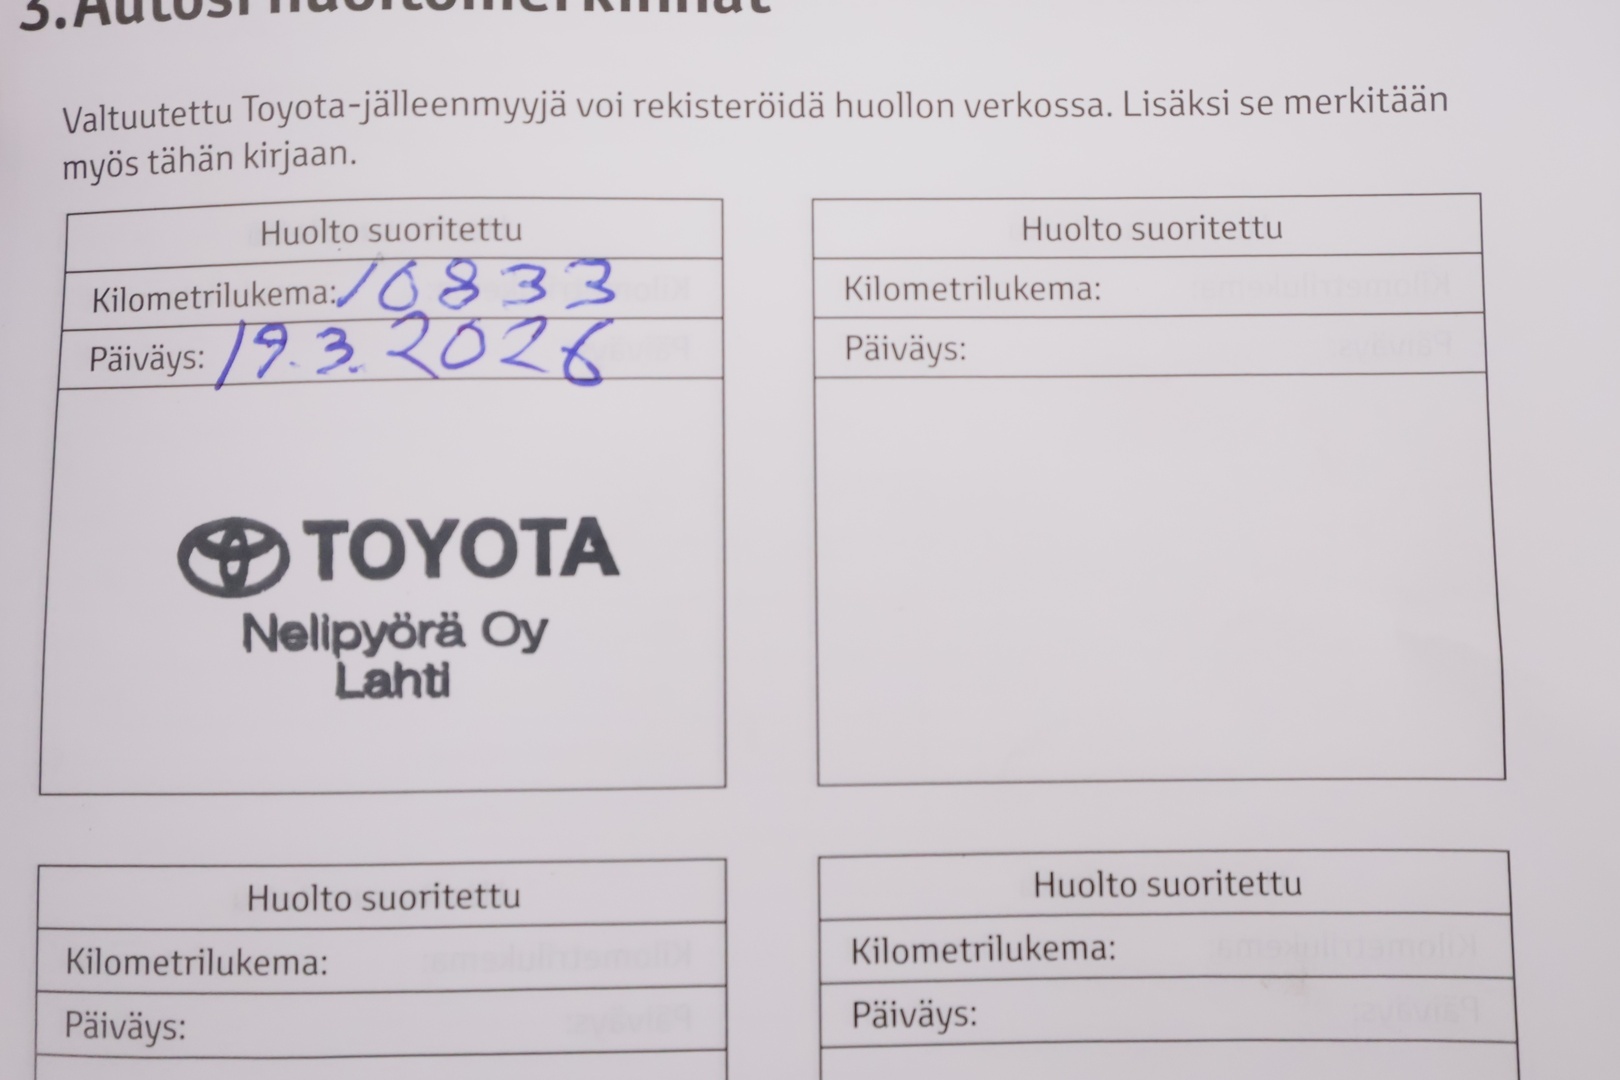 3. Autosi huoltomerkinnät
Valtuutettu Toyota-jälleenmyyjä voi rekisteröidä huollon verkossa. Lisäksi se merkitään
myös tähän kirjaan.
Huolto suoritettu
Kilometrilukema: 10833
Päiväys: 19.3.2026
TOYOTA
Nelipyörä Oy
Lahti
Huolto suoritettu
Kilometrilukema:
Päiväys:
Huolto suoritettu
Kilometrilukema:
Päiväys:
Huolto suoritettu
Kilometrilukema:
Päiväys: